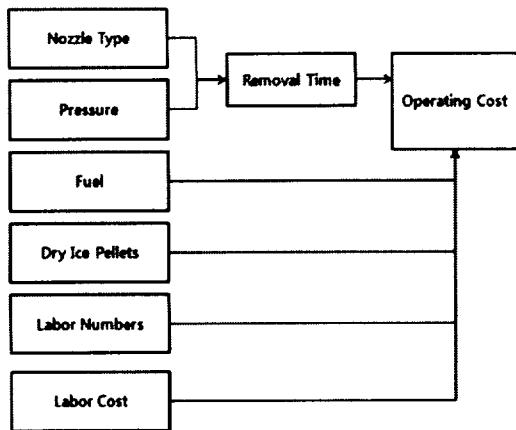 Nozzle Type
Pressure
Removal Time
Operating Cost
Fuel
Dry Ice Pellets
Labor Numbers
Labor Cost